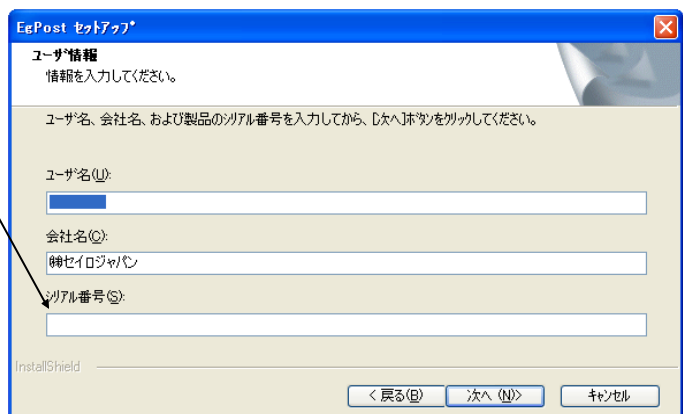 EgPost ｾｯﾄｱｯﾌﾟ
ﾕｰｻﾞ情報
情報を入力してください。
ﾕｰｻﾞ名、会社名、および製品のｼﾘｱﾙ番号を入力してから、[次へ]ﾎﾞﾀﾝをｸﾘｯｸしてください。
ﾕｰｻﾞ名(U):
会社名(C):
㈱セイロジャパン
ｼﾘｱﾙ番号(S):
InstallShield
< 戻る(B)
次へ (N)>
ｷｬﾝｾﾙ